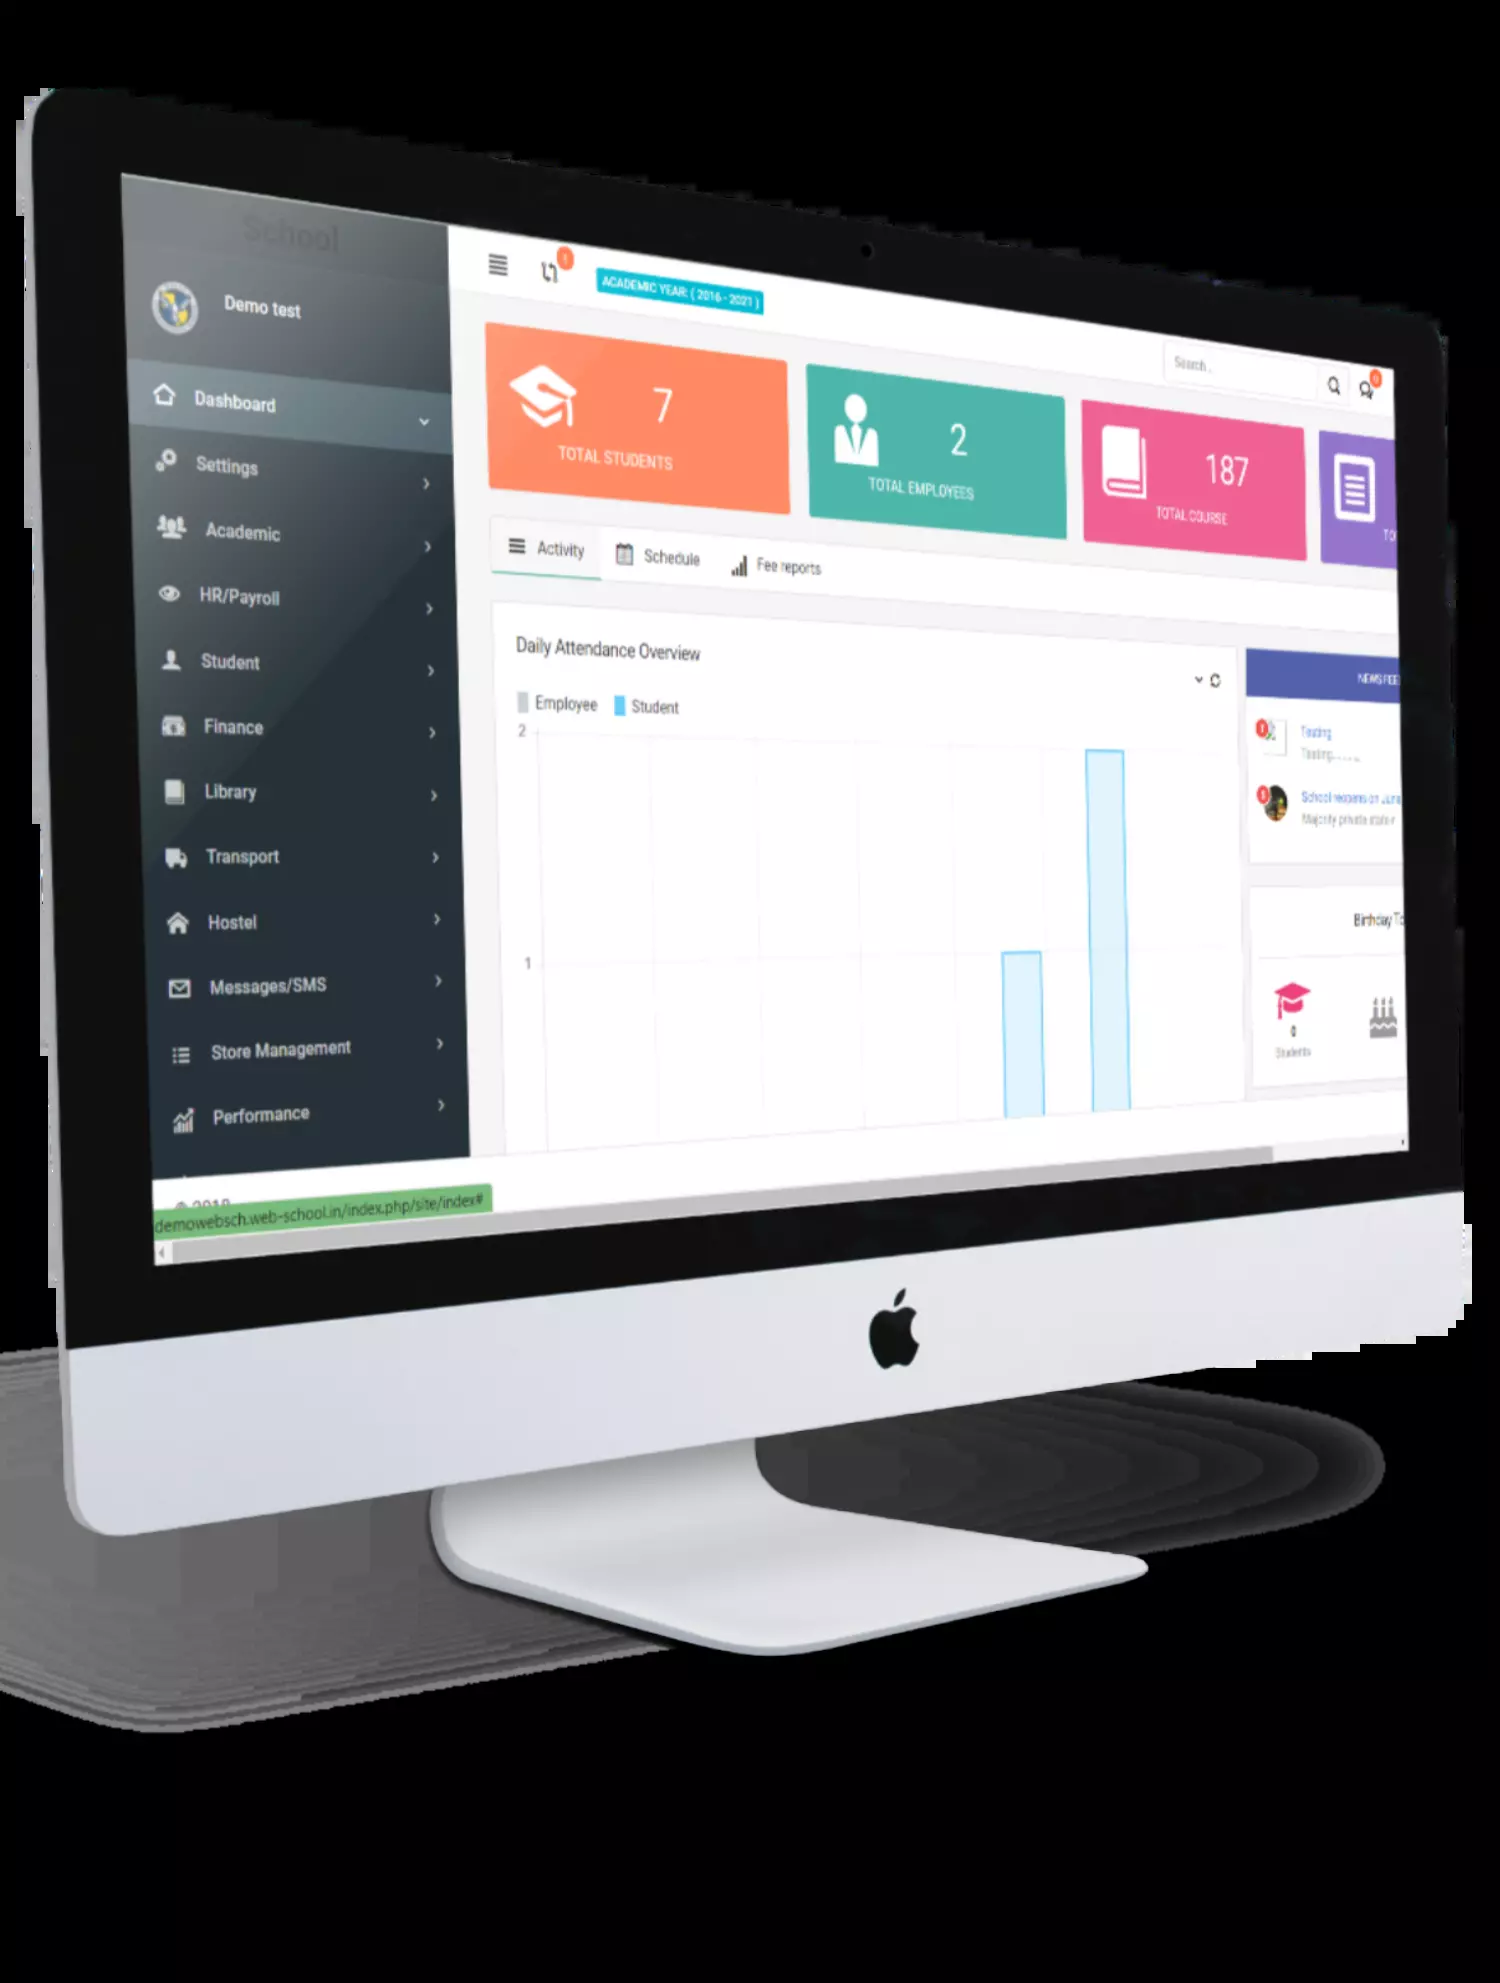 School
Demo test
Dashboard
Settings
Academic
HR/Payroll
Student
Finance
Library
Transport
Hostel
Messages/SMS
Store Management
Performance
© 2018
demowebsch.web-school.in/index.php/site/index#
ACADEMIC YEAR: ( 2016 - 2021 )
Search..
7
TOTAL STUDENTS
2
TOTAL EMPLOYEES
187
TOTAL COURSE
TO
Activity
Schedule
Fee reports
Daily Attendance Overview
Employee
Student
2
1
NEWS FEE
Testing
Testing......
School reopens on June
Majority private state r
Birthday To
0
Students